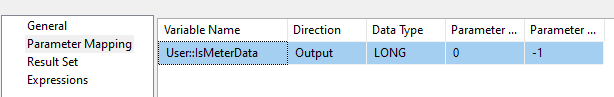 General
Parameter Mapping
Result Set
Expressions
Variable Name Direction Data Type Parameter ... Parameter ...
User::IsMeterData Output LONG 0 -1